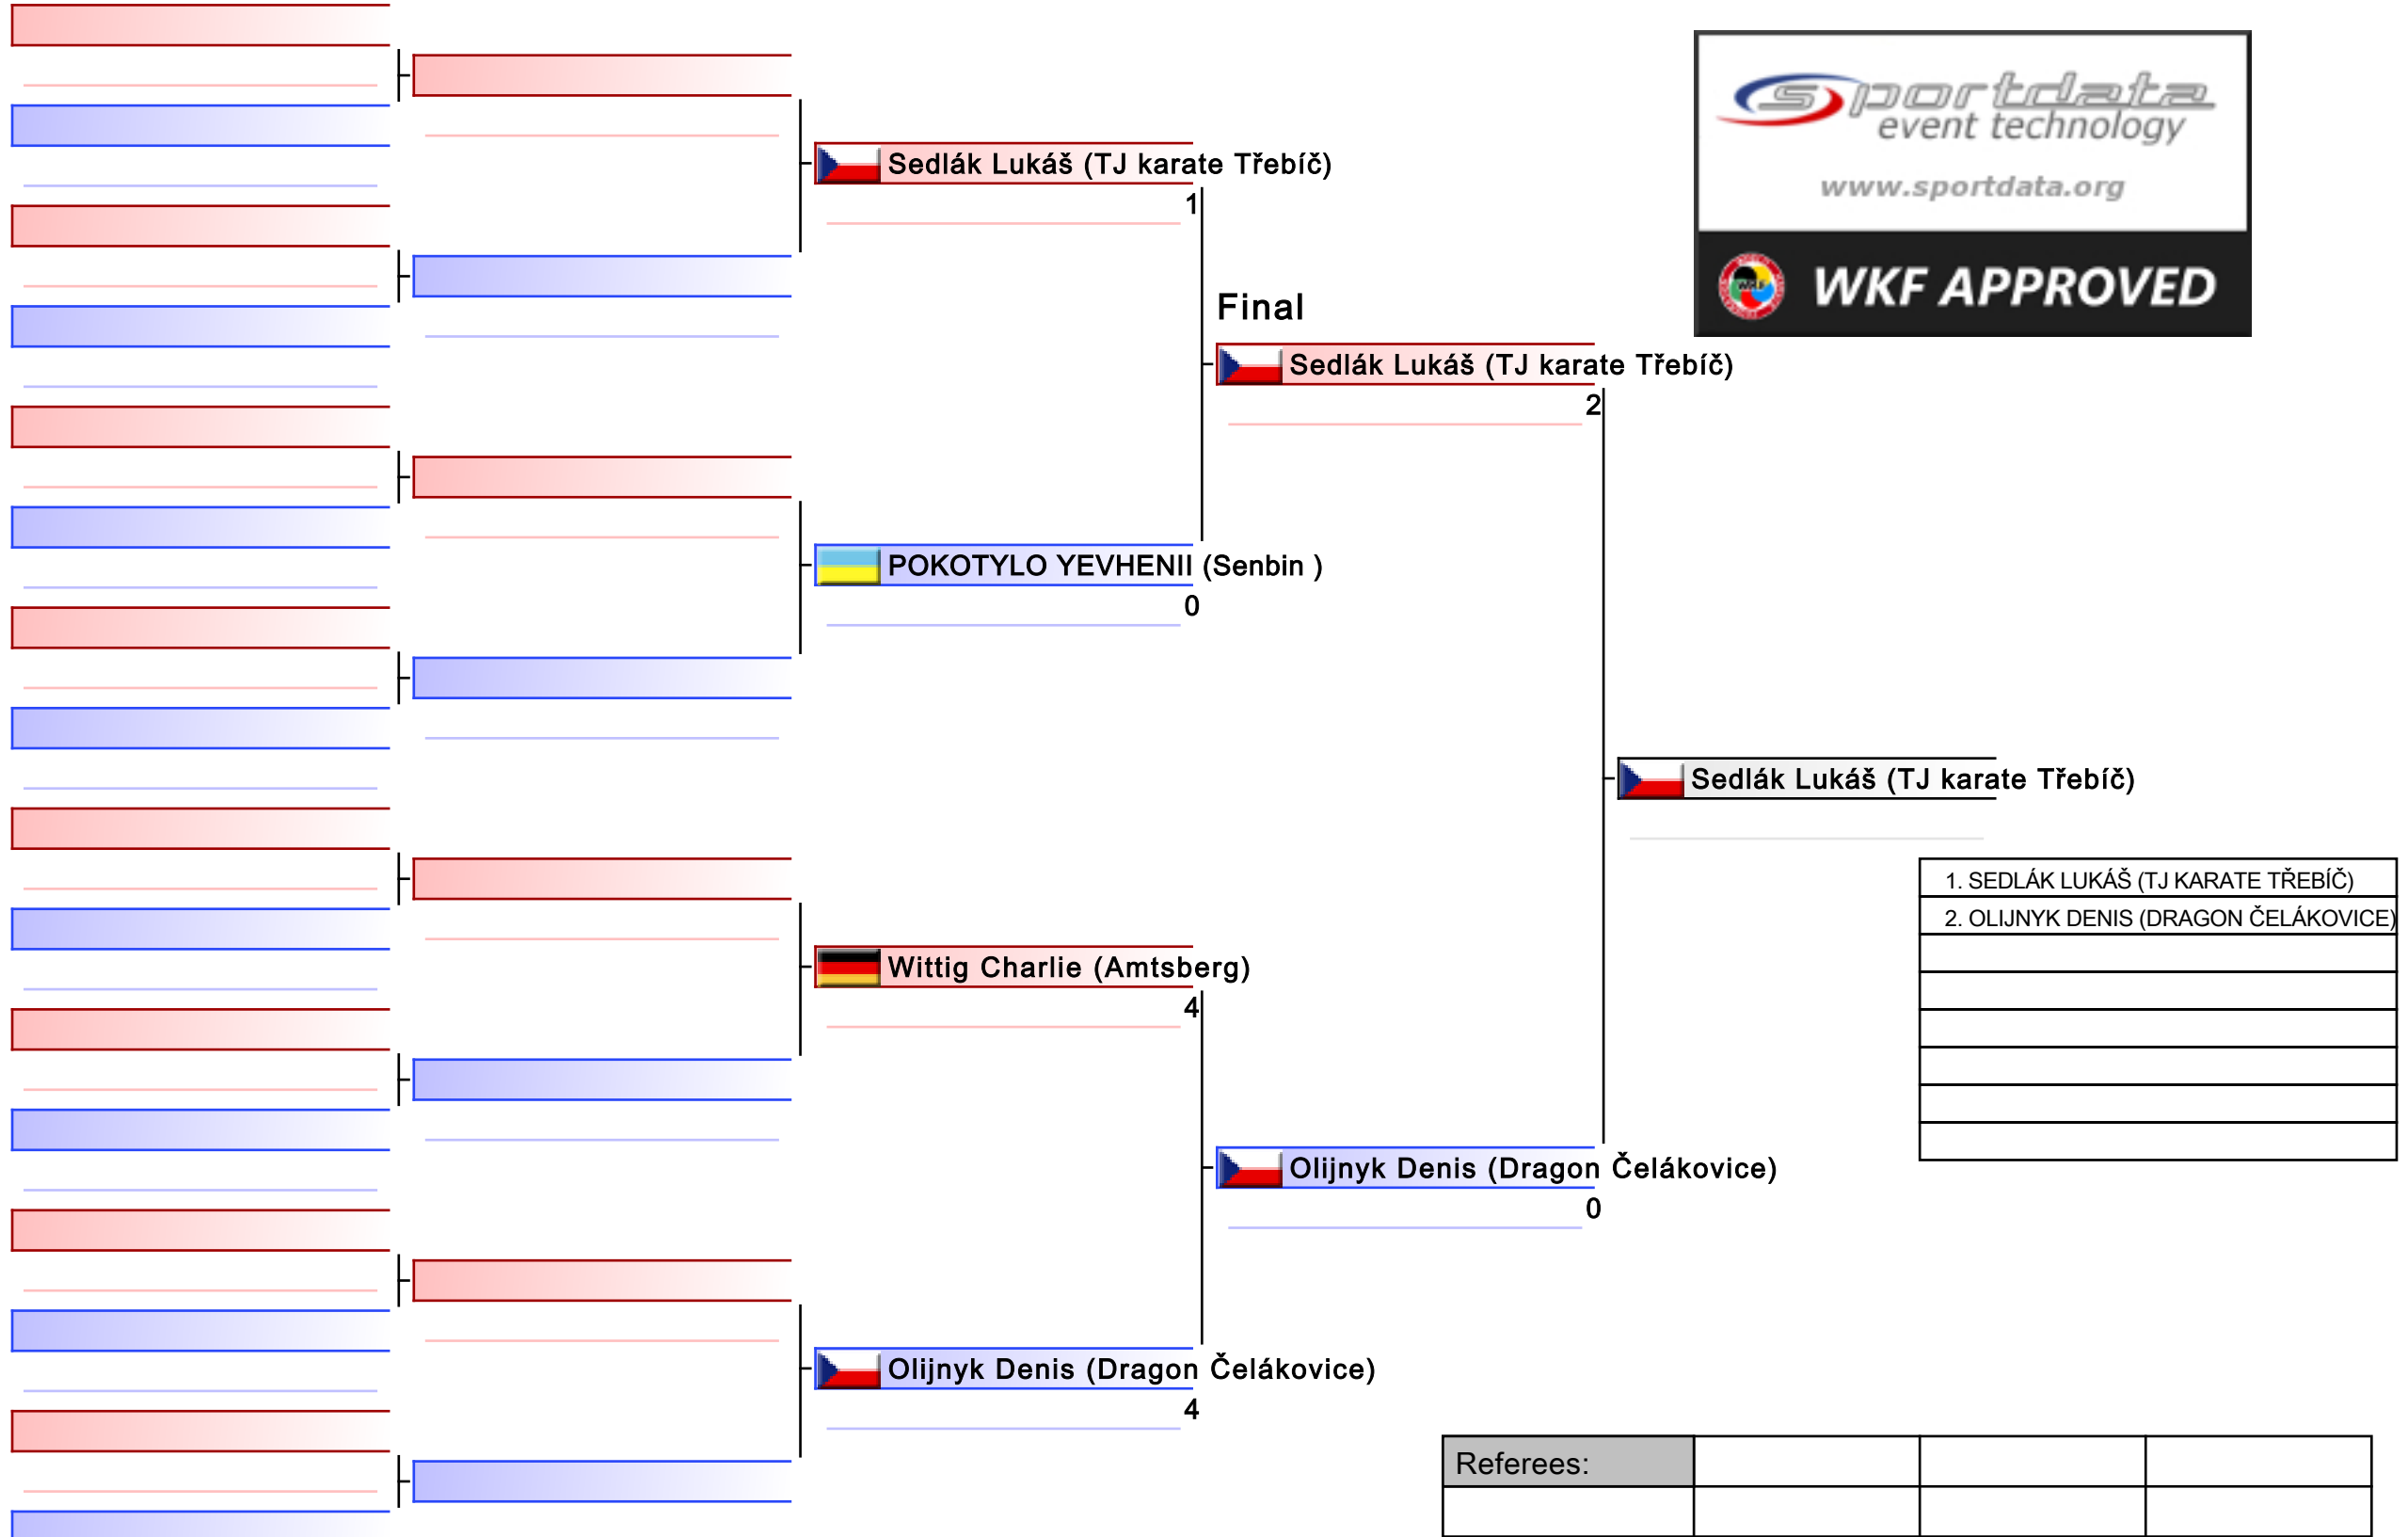 sportdata
event technology
www.sportdata.org
WKF APPROVED
Sedlák Lukáš (TJ karate Třebíč)
1
Final
Sedlák Lukáš (TJ karate Třebíč)
2
POKOTYLO YEVHENII (Senbin )
0
Sedlák Lukáš (TJ karate Třebíč)
1. SEDLÁK LUKÁŠ (TJ KARATE TŘEBÍČ)
2. OLIJNYK DENIS (DRAGON ČELÁKOVICE)
Wittig Charlie (Amtsberg)
4
Olijnyk Denis (Dragon Čelákovice)
0
Olijnyk Denis (Dragon Čelákovice)
4
Referees: